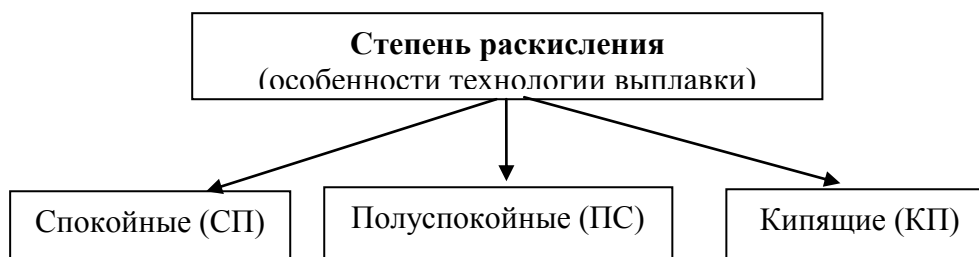 Степень раскисления
(особенности технологии выплавки)
Спокойные (СП)
Полуспокойные (ПС)
Кипящие (КП)